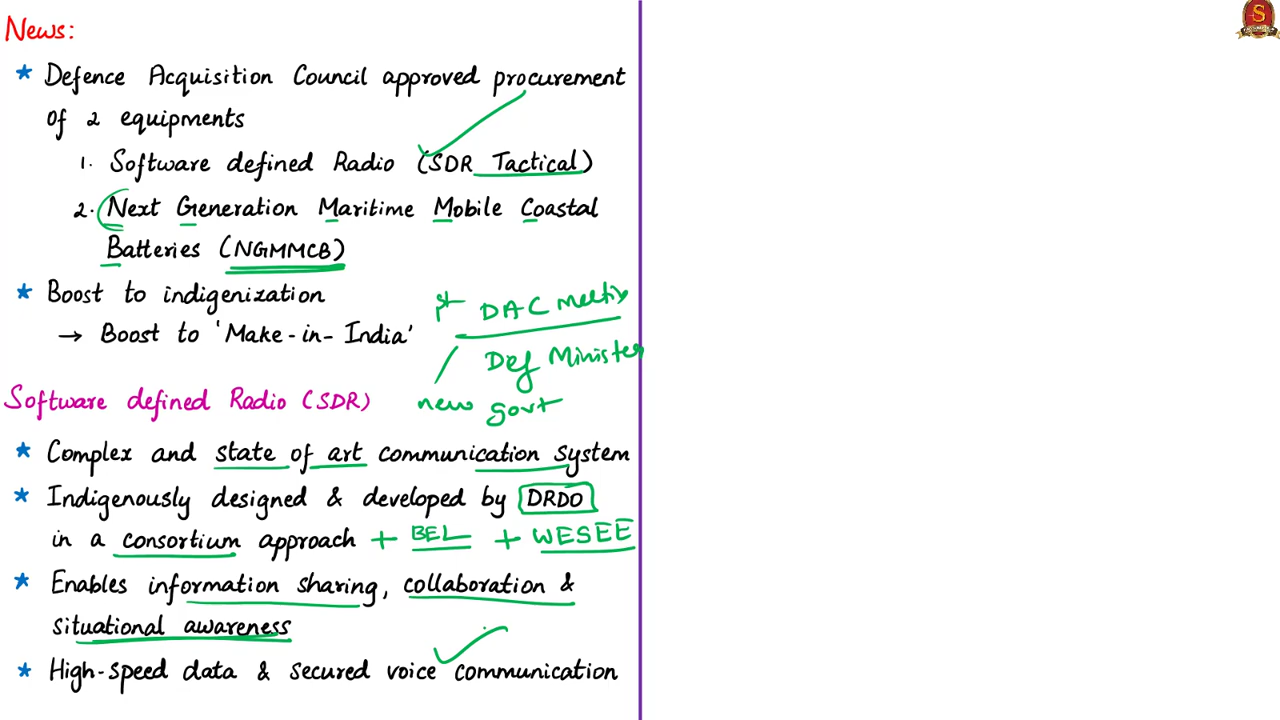 News:
* Defence Acquisition Council approved procurement
of 2 equipments
1. Software defined Radio (SDR Tactical)
2. Next Generation Maritime Mobile Coastal
Batteries (NGMMCB)
* Boost to indigenization
→ Boost to 'Make-in-India'
1st DAC Meeting
Def Minister
new govt
Software defined Radio (SDR)
* Complex and state of art communication system
* Indigenously designed & developed by DRDO
in a consortium approach + BEL + WESEE
* Enables information sharing, collaboration &
situational awareness
* High-speed data & secured voice communication
S